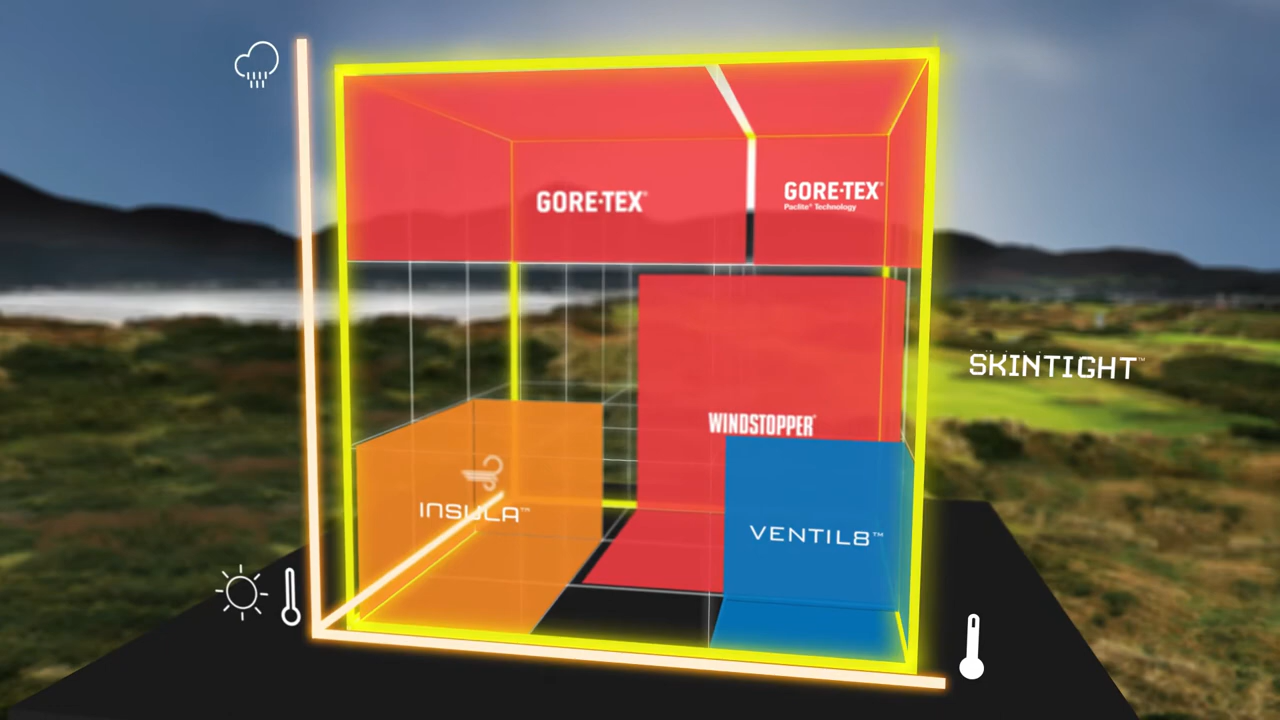 GORE-TEX®
GORE-TEX®
Paclite® Technology
SKINTIGHT™
WINDSTOPPER®
INSULA™
VENTIL8™